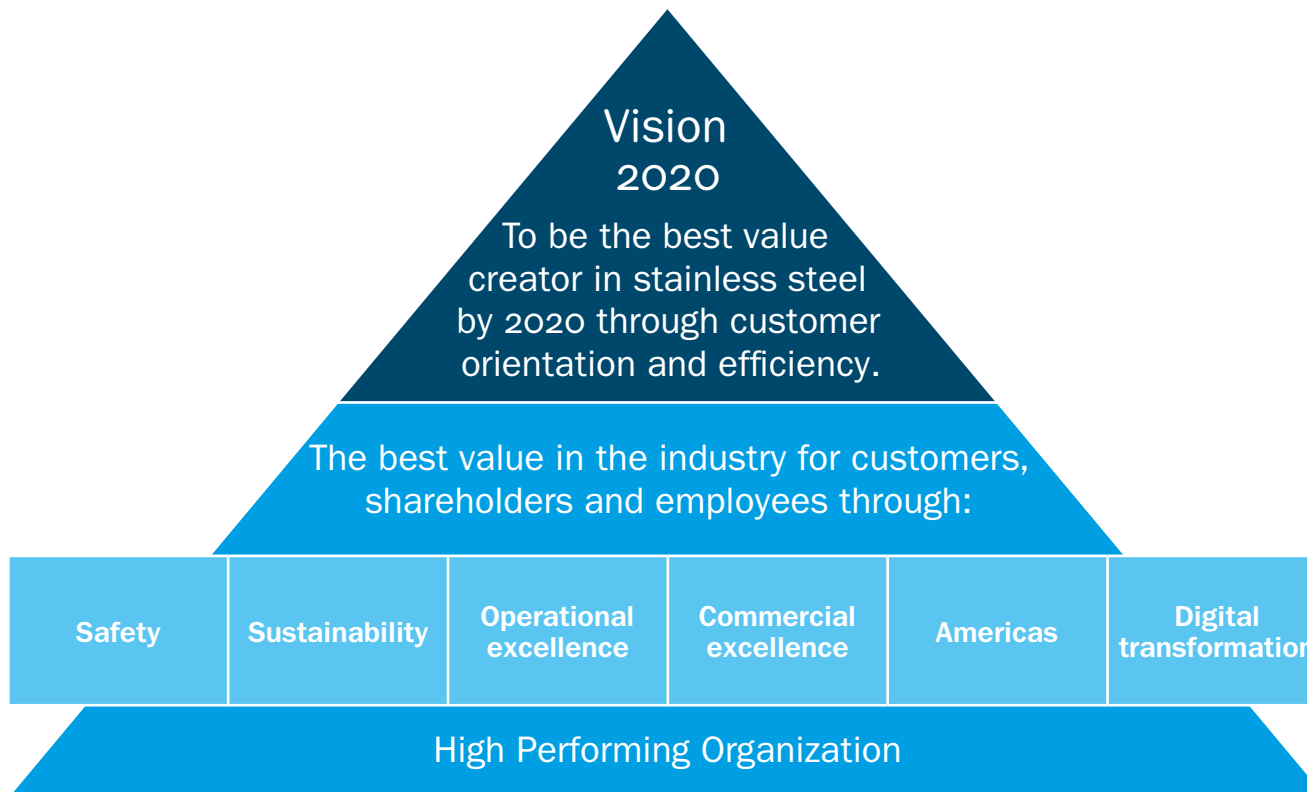 Vision
2020
To be the best value
creator in stainless steel
by 2020 through customer
orientation and efficiency.
The best value in the industry for customers,
shareholders and employees through:
Safety
Sustainability
Operational
excellence
Commercial
excellence
Americas
Digital
transformation
High Performing Organization